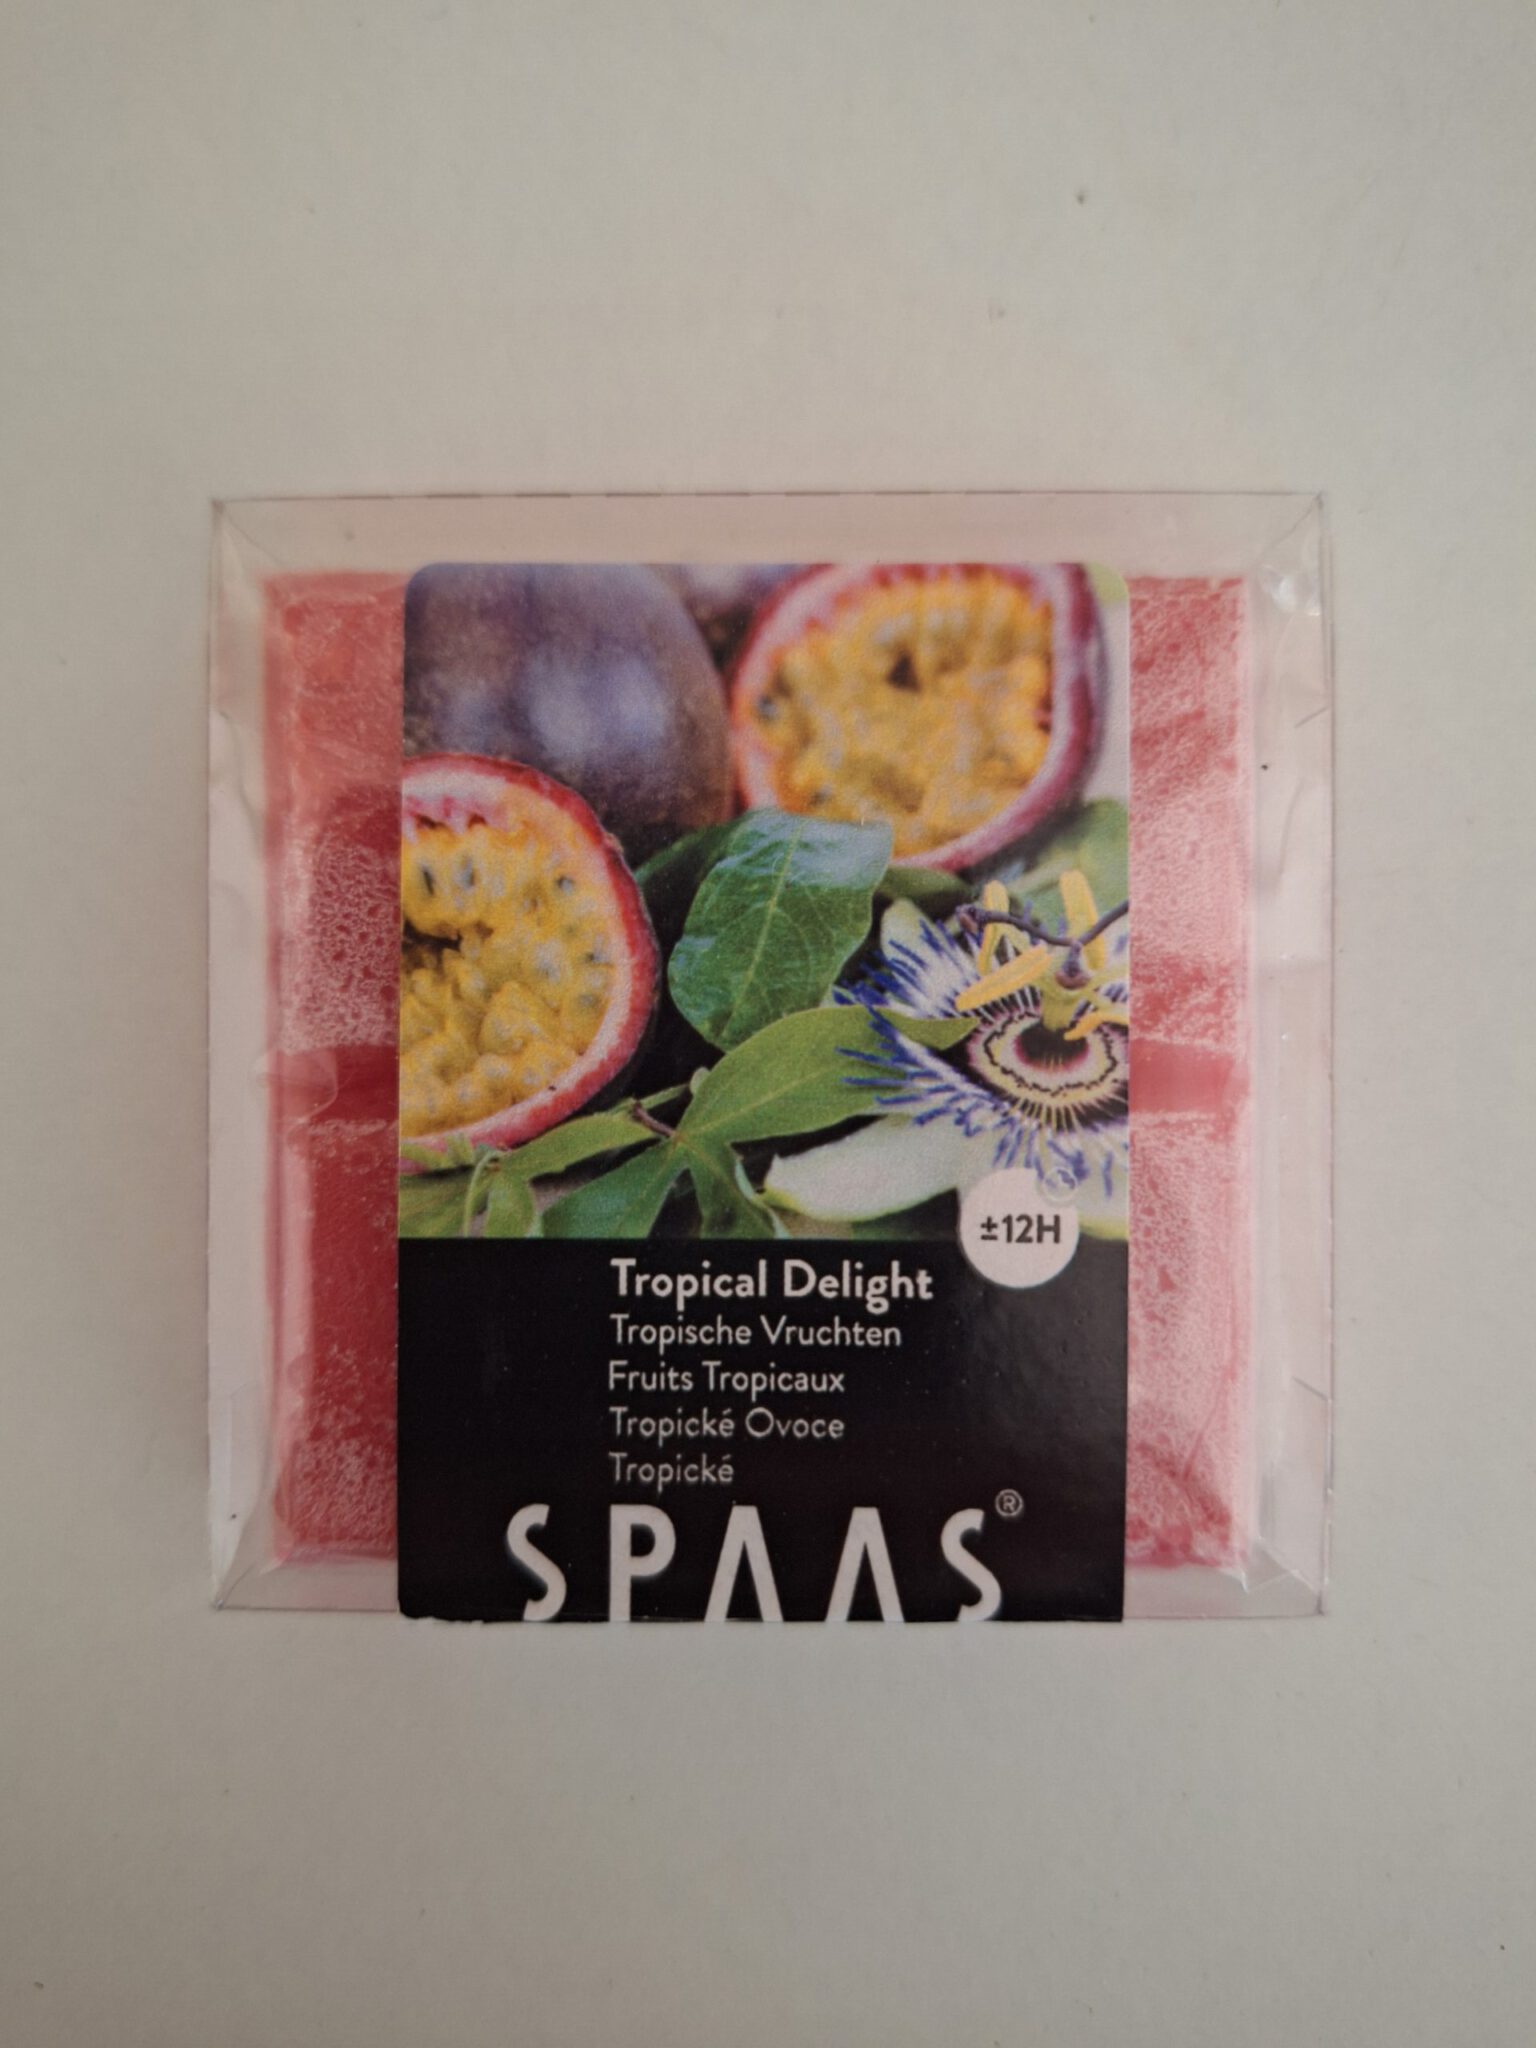 ±12H
Tropical Delight
Tropische Vruchten
Fruits Tropicaux
Tropické Ovoce
Tropické
SPAAS®